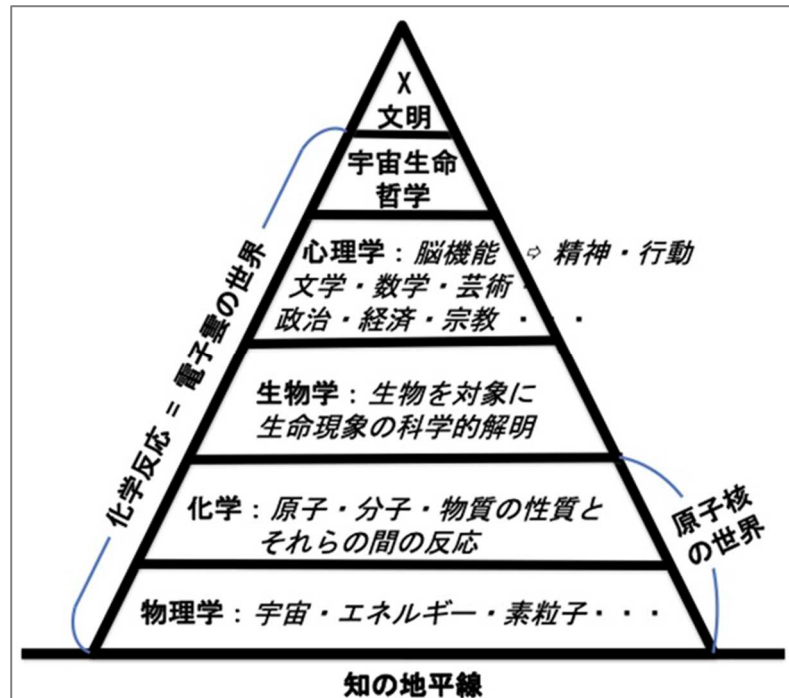 X
文明
宇宙生命
哲学
心理学：脳機能 ⇨ 精神・行動
文学・数学・芸術・
政治・経済・宗教・・・
生物学：生物を対象に
生命現象の科学的解明
化学：原子・分子・物質の性質と
それらの間の反応
物理学：宇宙・エネルギー・素粒子・・・
知の地平線
化学反応 = 電子雲の世界
原子核
の世界